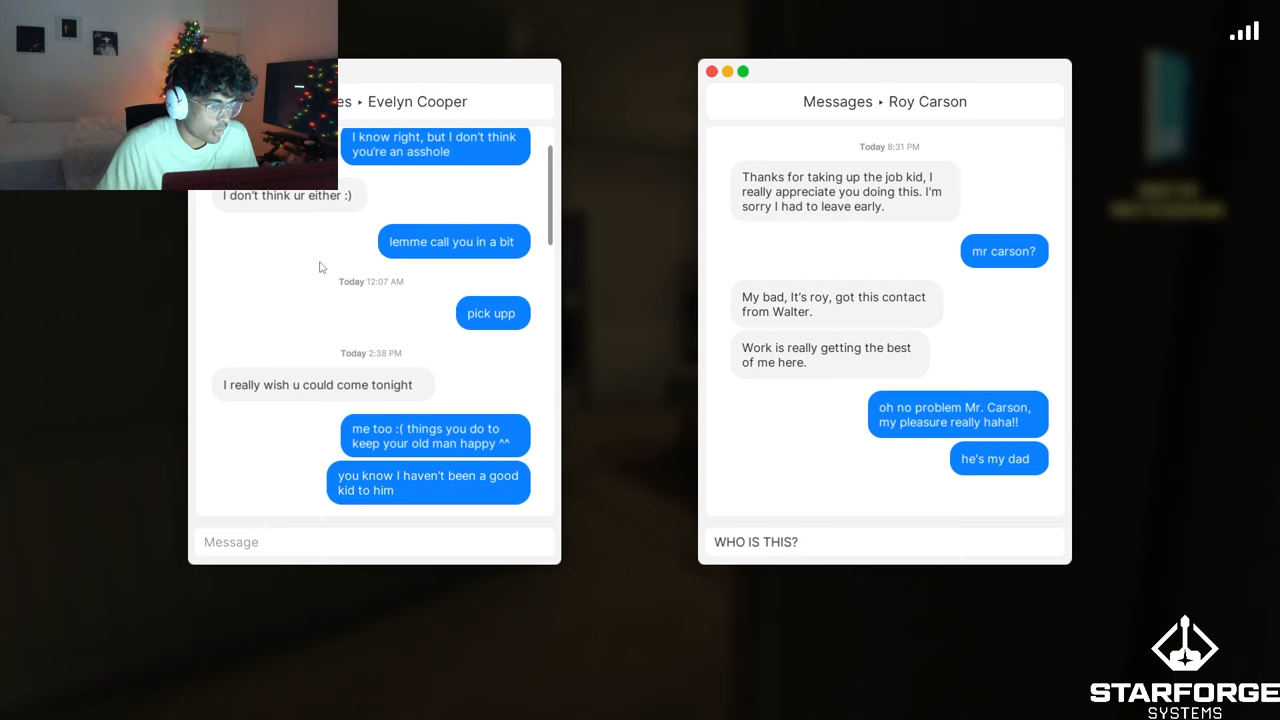 es ‣ Evelyn Cooper
I know right, but I don't think
you're an asshole
I don't think ur either :)
lemme call you in a bit
Today 12:07 AM
pick upp
Today 2:38 PM
I really wish u could come tonight
me too :( things you do to
keep your old man happy ^^
you know I haven't been a good
kid to him
Message
Messages ‣ Roy Carson
Today 8:31 PM
Thanks for taking up the job kid, I
really appreciate you doing this. I'm
sorry I had to leave early.
mr carson?
My bad, It's roy, got this contact
from Walter.
Work is really getting the best
of me here.
oh no problem Mr. Carson,
my pleasure really haha!!
he's my dad
WHO IS THIS?
STARFORGE
SYSTEMS